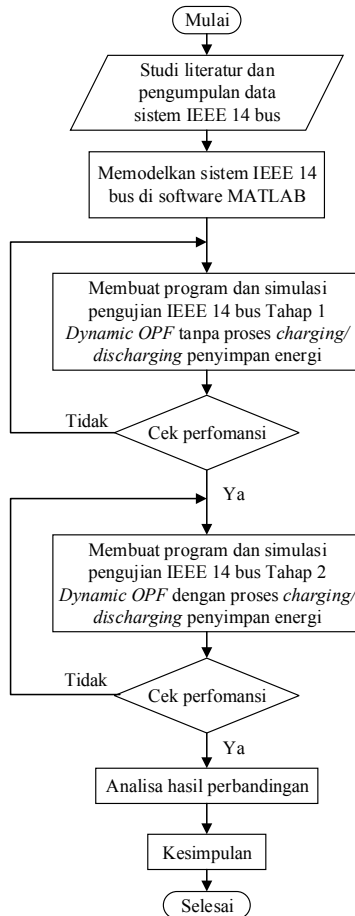 Mulai
Studi literatur dan
pengumpulan data
sistem IEEE 14 bus
Memodelkan sistem IEEE 14
bus di software MATLAB
Membuat program dan simulasi
pengujian IEEE 14 bus Tahap 1
Dynamic OPF tanpa proses charging/
discharging penyimpan energi
Tidak
Cek perfomansi
Ya
Membuat program dan simulasi
pengujian IEEE 14 bus Tahap 2
Dynamic OPF dengan proses charging/
discharging penyimpan energi
Tidak
Cek perfomansi
Ya
Analisa hasil perbandingan
Kesimpulan
Selesai